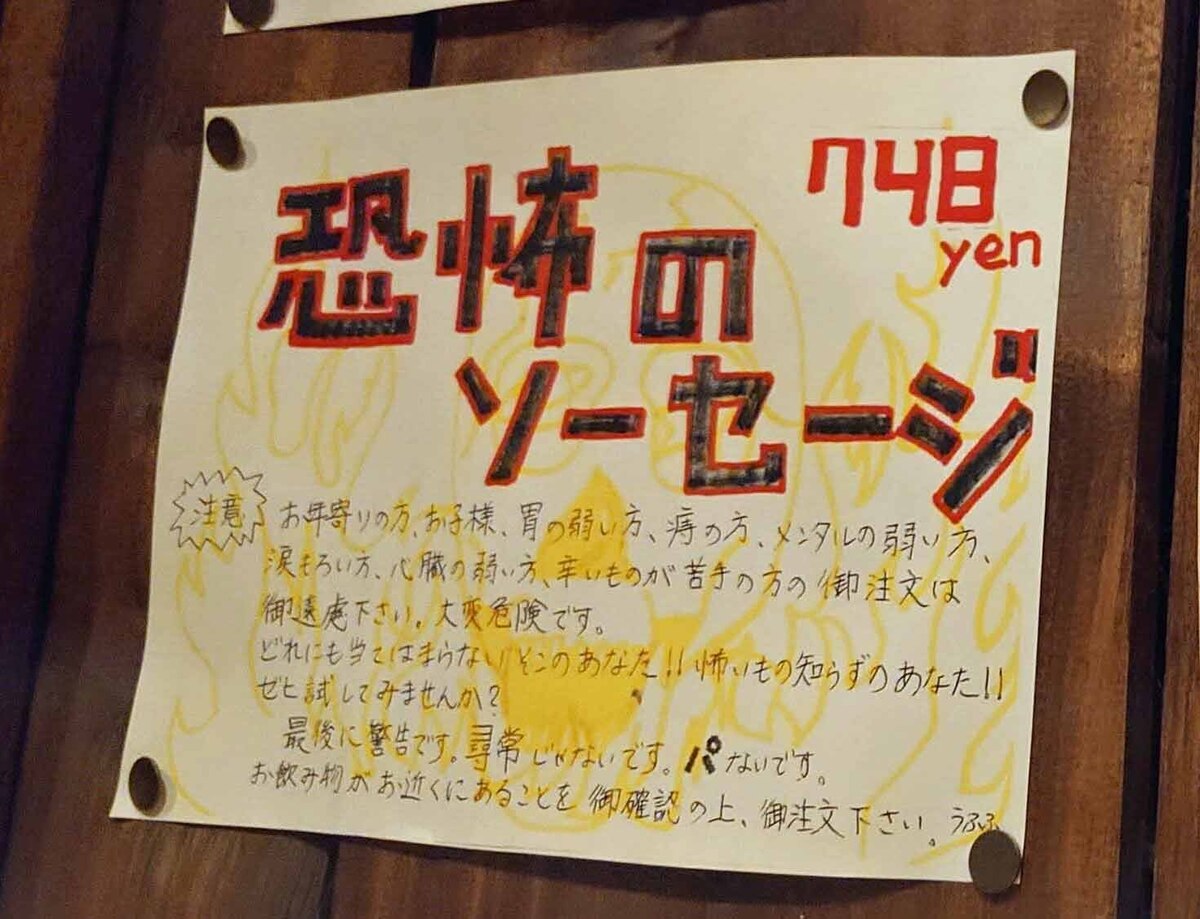 748
yen
恐怖の
ソーセージ
注意
お年寄りの方、お子様、胃の弱い方、痔の方、メンタルの弱い方、
涙もろい方、心臓の弱い方、辛いものが苦手の方の御注文は
御遠慮下さい。大変危険です。
どれにも当てはまらないそこのあなた!!怖いもの知らずのあなた!!
ぜひ試してみませんか?
最後に警告です。尋常じゃないです。パないです。
お飲み物がお近くにあることを御確認の上、御注文下さい。うふふ